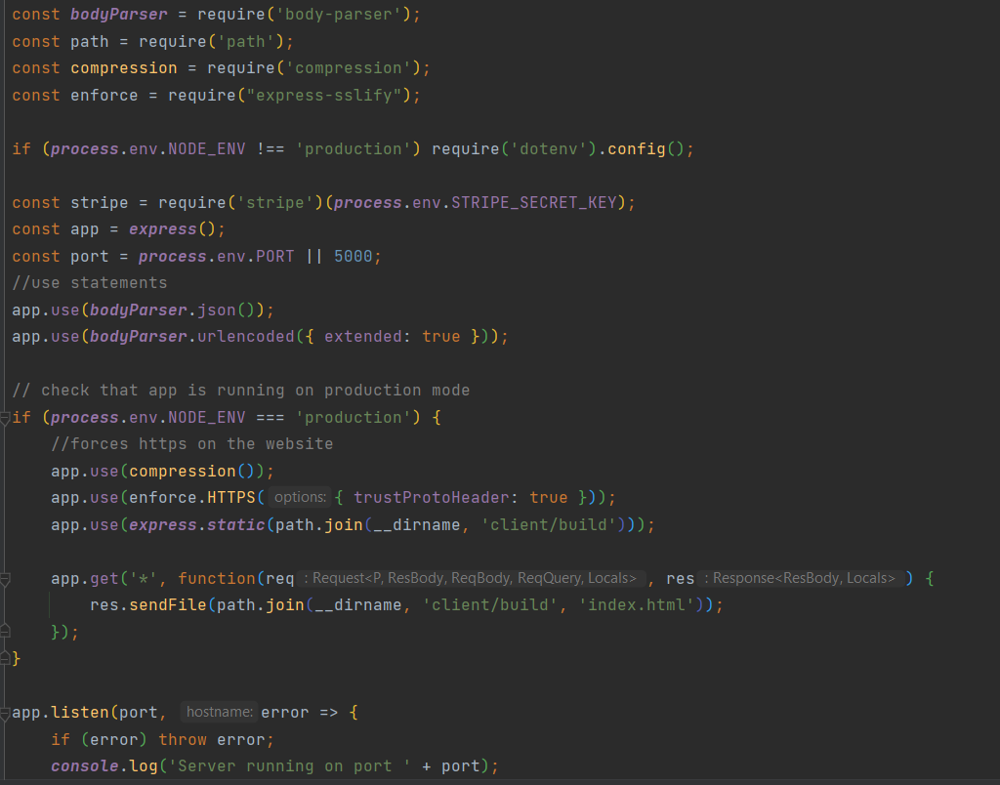 const bodyParser = require('body-parser');
const path = require('path');
const compression = require('compression');
const enforce = require("express-sslify");
if (process.env.NODE_ENV !== 'production') require('dotenv').config();
const stripe = require('stripe')(process.env.STRIPE_SECRET_KEY);
const app = express();
const port = process.env.PORT || 5000;
//use statements
app.use(bodyParser.json());
app.use(bodyParser.urlencoded({ extended: true }));
// check that app is running on production mode
if (process.env.NODE_ENV === 'production') {
    //forces https on the website
    app.use(compression());
    app.use(enforce.HTTPS( options: { trustProtoHeader: true }));
    app.use(express.static(path.join(__dirname, 'client/build')));
    app.get('*', function(req : Request<P, ResBody, ReqBody, ReqQuery, Locals> , res : Response<ResBody, Locals> ) {
        res.sendFile(path.join(__dirname, 'client/build', 'index.html'));
    });
}
app.listen(port, hostname: error => {
    if (error) throw error;
    console.log('Server running on port ' + port);